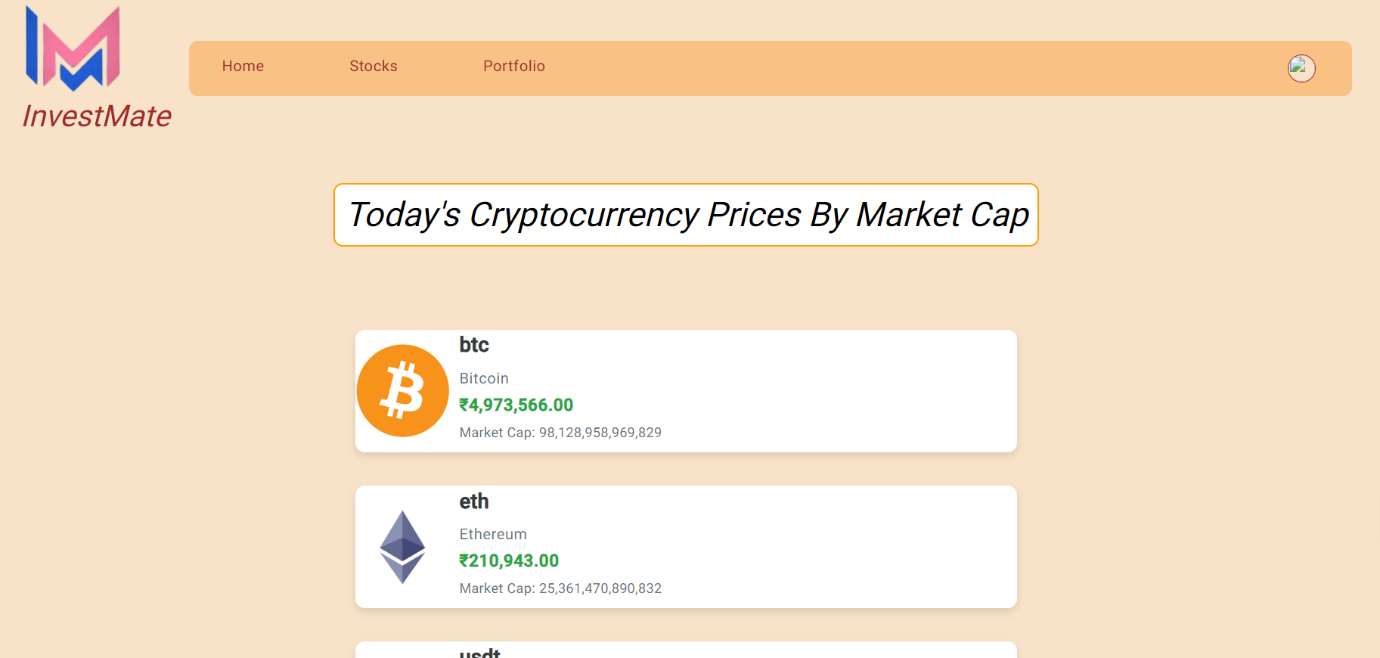 InvestMate
Home Stocks Portfolio
Today's Cryptocurrency Prices By Market Cap
btc
Bitcoin
₹4,973,566.00
Market Cap: 98,128,958,969,829
eth
Ethereum
₹210,943.00
Market Cap: 25,361,470,890,832
usdt